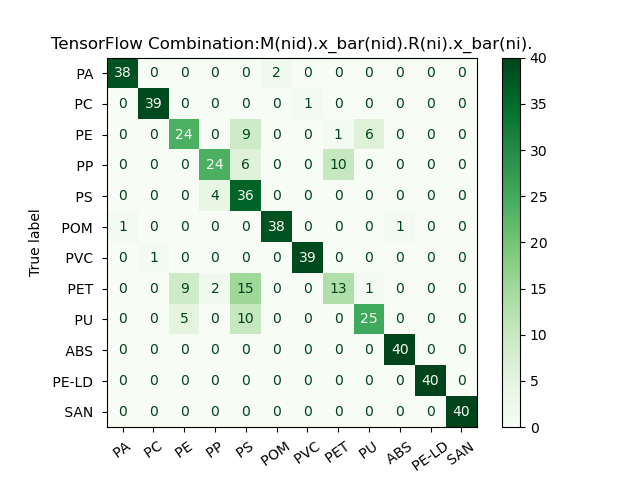 TensorFlow Combination:M(nid).x_bar(nid).R(ni).x_bar(ni).
PA 38 0 0 0 0 2 0 0 0 0 0 0
PC 0 39 0 0 0 0 1 0 0 0 0 0
PE 0 0 24 0 9 0 0 1 6 0 0 0
PP 0 0 0 24 6 0 0 10 0 0 0 0
PS 0 0 0 4 36 0 0 0 0 0 0 0
POM 1 0 0 0 0 38 0 0 0 1 0 0
PVC 0 1 0 0 0 0 39 0 0 0 0 0
PET 0 0 9 2 15 0 0 13 1 0 0 0
PU 0 0 5 0 10 0 0 0 25 0 0 0
ABS 0 0 0 0 0 0 0 0 0 40 0 0
PE-LD 0 0 0 0 0 0 0 0 0 0 40 0
SAN 0 0 0 0 0 0 0 0 0 0 0 40
True label
PA PC PE PP PS POM PVC PET PU ABS PE-LD SAN
40
35
30
25
20
15
10
5
0